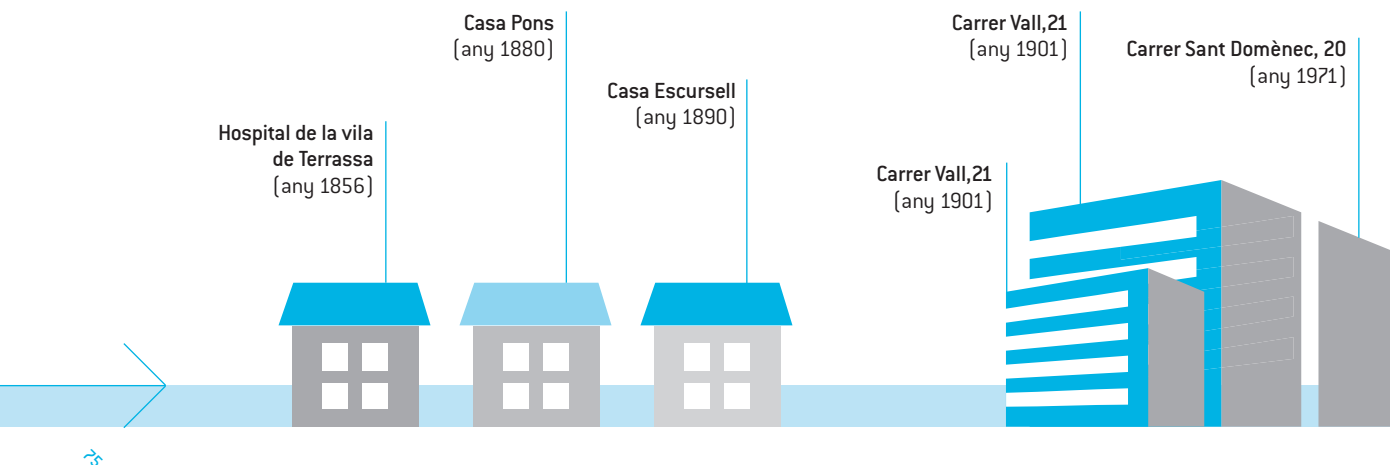 Hospital de la vila
de Terrassa
(any 1856)
Casa Pons
(any 1880)
Casa Escursell
(any 1890)
Carrer Vall,21
(any 1901)
Carrer Vall,21
(any 1901)
Carrer Sant Domènec, 20
(any 1971)
75